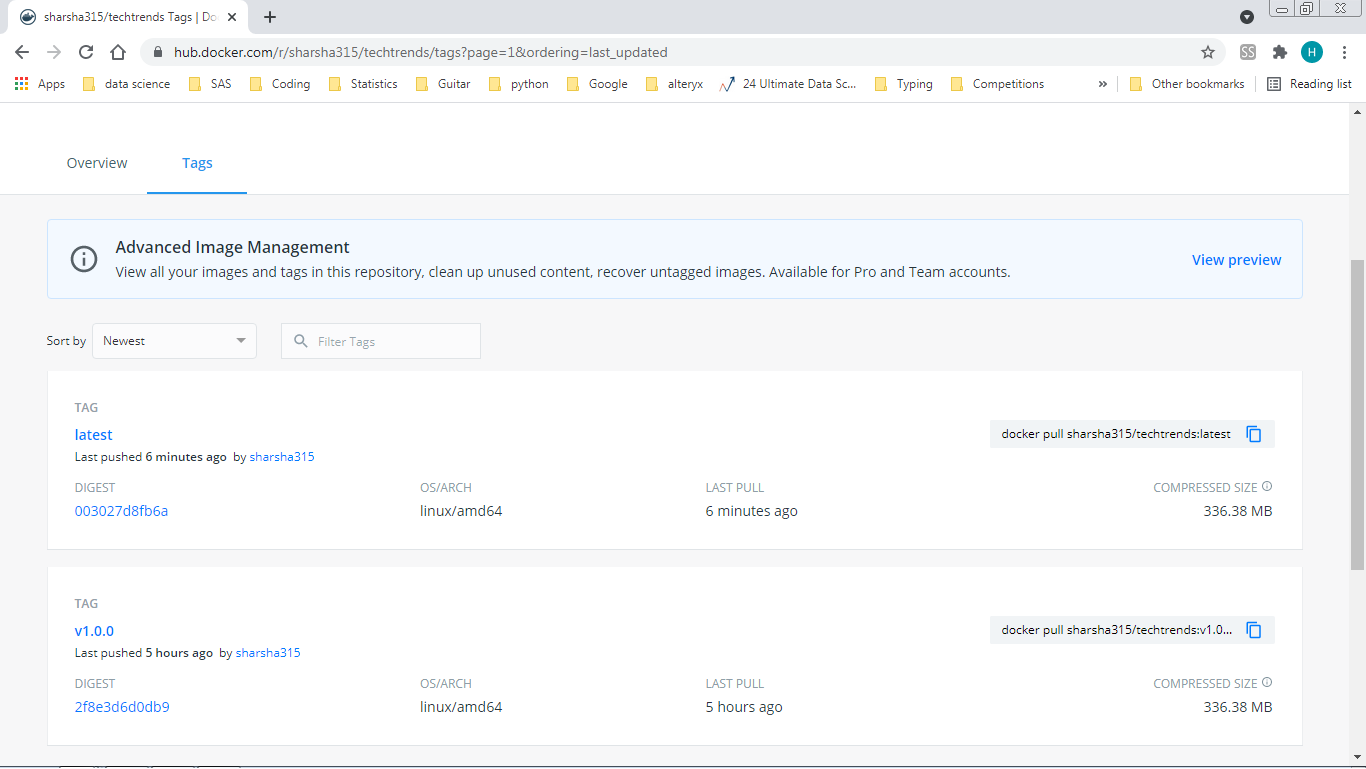 sharsha315/techtrends Tags | Do
hub.docker.com/r/sharsha315/techtrends/tags?page=1&ordering=last_updated
SS
H
Apps data science SAS Coding Statistics Guitar python Google alteryx 24 Ultimate Data Sc... Typing Competitions » Other bookmarks Reading list
Overview Tags
Advanced Image Management
View all your images and tags in this repository, clean up unused content, recover untagged images. Available for Pro and Team accounts.
View preview
Sort by Newest Filter Tags
TAG
latest
docker pull sharsha315/techtrends:latest
Last pushed 6 minutes ago by sharsha315
DIGEST OS/ARCH LAST PULL COMPRESSED SIZE
003027d8fb6a linux/amd64 6 minutes ago 336.38 MB
TAG
v1.0.0
docker pull sharsha315/techtrends:v1.0...
Last pushed 5 hours ago by sharsha315
DIGEST OS/ARCH LAST PULL COMPRESSED SIZE
2f8e3d6d0db9 linux/amd64 5 hours ago 336.38 MB